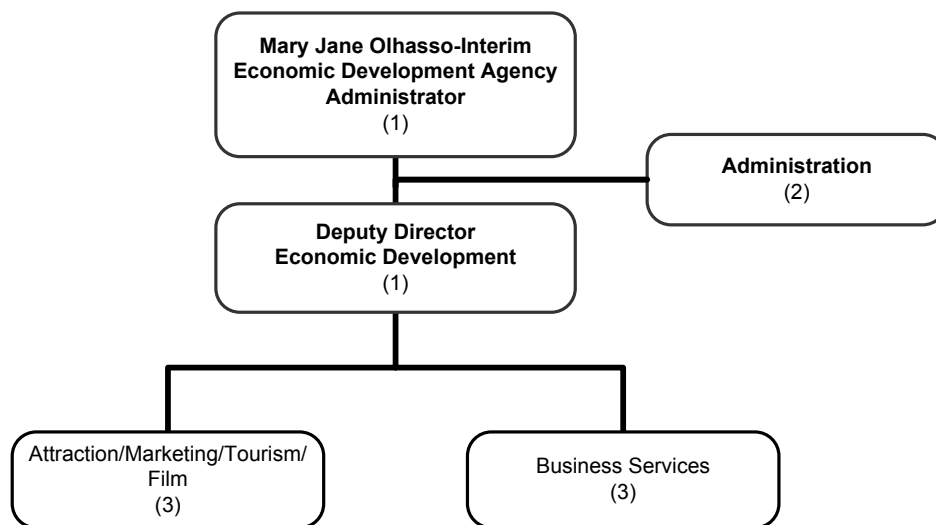 Mary Jane Olhasso-Interim
Economic Development Agency
Administrator
(1)
Administration
(2)
Deputy Director
Economic Development
(1)
Attraction/Marketing/Tourism/
Film
(3)
Business Services
(3)